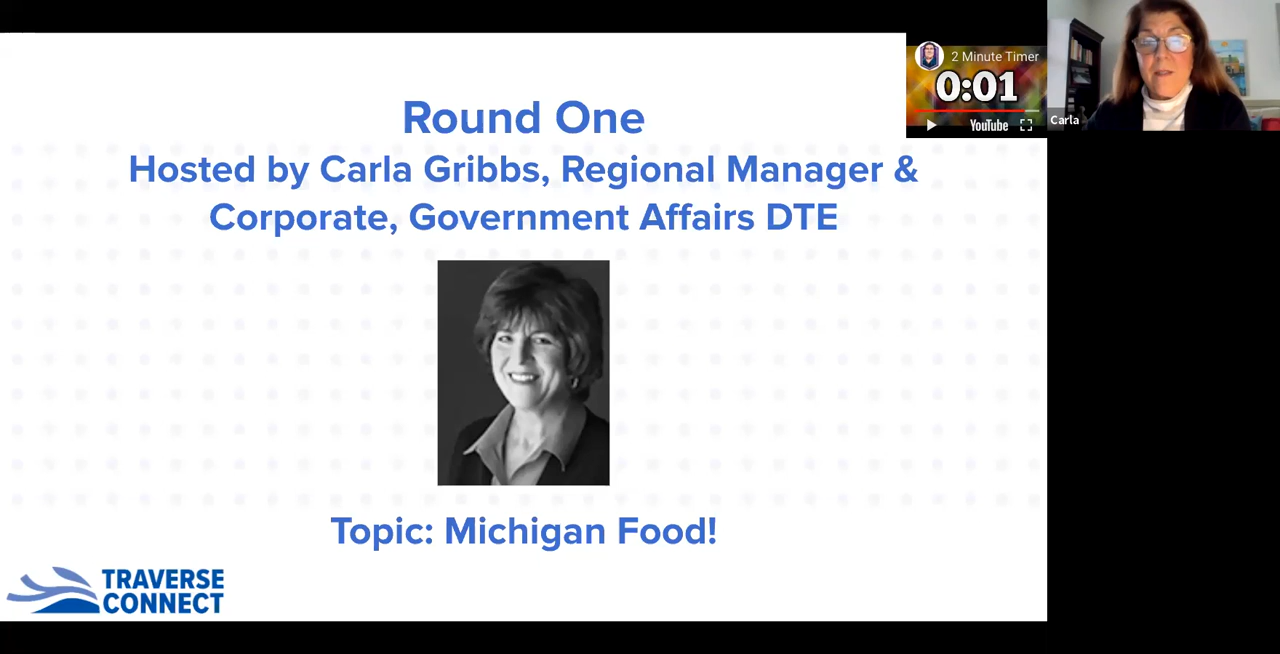 Round One
Hosted by Carla Gribbs, Regional Manager &
Corporate, Government Affairs DTE
Topic: Michigan Food!
TRAVERSE
CONNECT
2 Minute Timer
0:01
YouTube
Carla